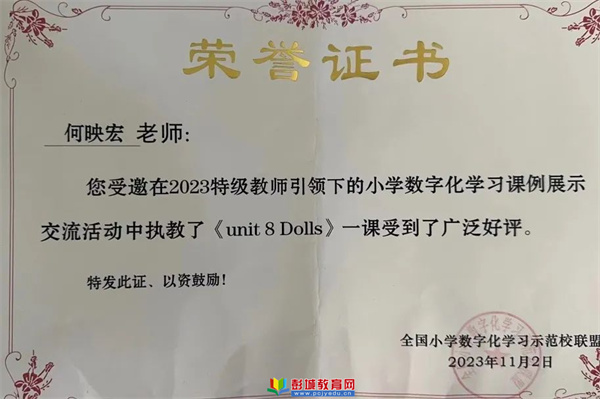 荣誉证书
何映宏 老师:
您受邀在2023特级教师引领下的小学数字化学习课例展示
交流活动中执教了《unit 8 Dolls》一课受到了广泛好评。
特发此证、以资鼓励!
全国小学数字化学习示范校联盟
2023年11月2日
彭城教育网
www.pcjyedu.cn